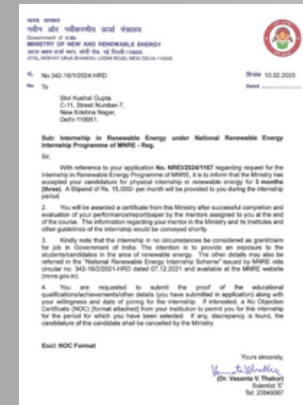 भारत सरकार
नवीन और नवीकरणीय ऊर्जा मंत्रालय
Government of India
MINISTRY OF NEW AND RENEWABLE ENERGY
अटल अक्षय ऊर्जा भवन, लोदी रोड, नई दिल्ली-110003
ATAL AKSHAY URJA BHAWAN, LODHI ROAD, NEW DELHI-110003
सं. No.342-16/1/2024-HRD
दिनांक 10.02.2025
No. To
Dated
Shri Kushal Gupta
C-11, Street Number-7,
New Krishna Nagar,
Delhi-110051.
Sub: Internship in Renewable Energy under National Renewable Energy
Internship Programme of MNRE - Reg.
Sir,
With reference to your application No. NREI/2024/1167 regarding request for the
internship in Renewable Energy Programme of MNRE, it is to inform that the Ministry has
accepted your candidature for physical internship in renewable energy for 3 months
(three). A Stipend of Rs. 15,000/- per month will be provided to you during the internship
period.
2. You will be awarded a certificate from this Ministry after successful completion and
evaluation of your performance/report/paper by the mentors assigned to you at the end
of the course. The information regarding your mentor in the Ministry and its Institutes and
other guidelines of the internship would be conveyed shortly.
3. Kindly note that the internship in no circumstances be considered as grant/claim
for job in Government of India. The intention is to provide an exposure to the
students/candidates in the area of renewable energy. The other details may also be
referred in the "National Renewable Energy Internship Scheme" issued by MNRE vide
circular no. 342-16/2/2021-HRD dated 07.12.2021 and available at the MNRE website
(mnre.gov.in).
4. You are requested to submit the proof of the educational
qualifications/achievements/other details (you have submitted in application) along with
your willingness and date of joining for the internship. If interested, a No Objection
Certificate (NOC) [format attached] from your institution to permit you for this internship
for the period for which you have been selected. If any, discrepancy is found, the
candidature of the candidate shall be cancelled by the Ministry.
Encl: NOC Format
Yours sincerely,
(Dr. Vasanta V. Thakur)
Scientist 'E'
Tel: 20849067